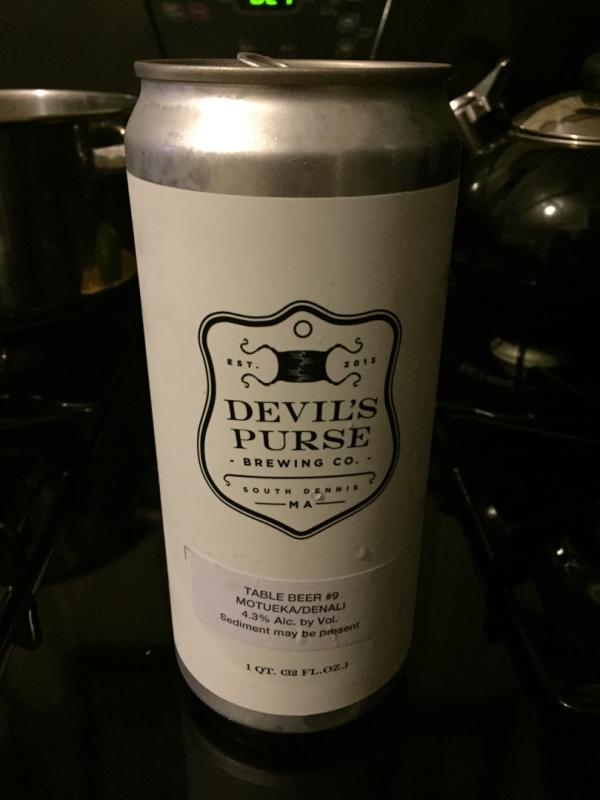 EST. 2013
DEVIL'S
PURSE
- BREWING CO. -
SOUTH DENNIS
MA
TABLE BEER #9
MOTUEKA/DENALI
4.3% Alc. by Vol.
Sediment may be present
1 QT. (32 FL.OZ.)